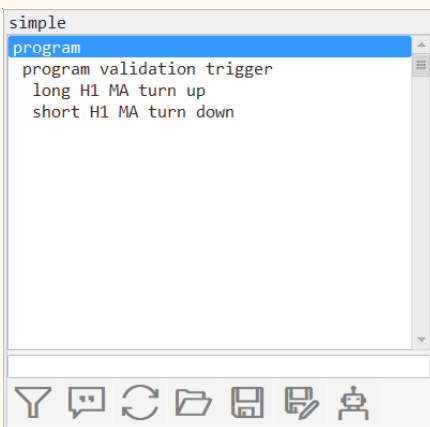 simple
program
program validation trigger
long H1 MA turn up
short H1 MA turn down